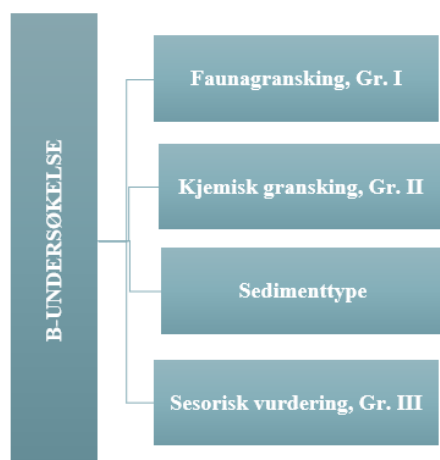 B-UNDERSØKELSE
Faunagransking, Gr. I
Kjemisk gransking, Gr. II
Sedimenttype
Sesorisk vurdering, Gr. III